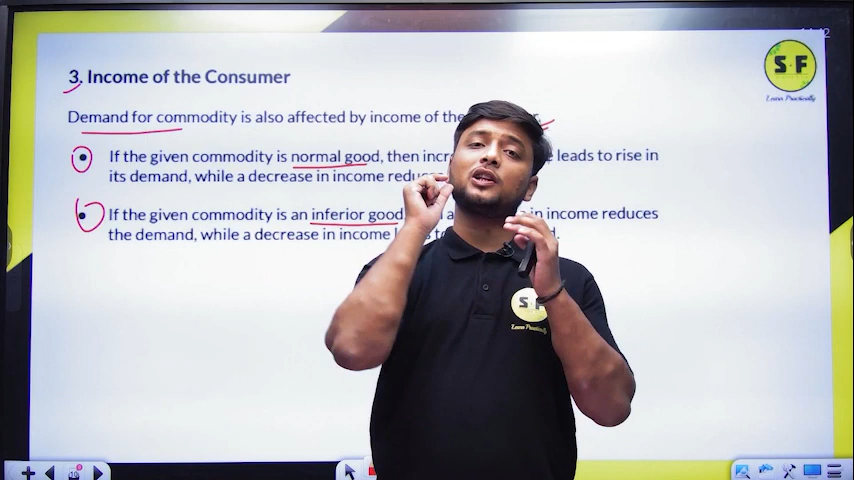 3. Income of the Consumer
S F
Learn Practically
Demand for commodity is also affected by income of the
If the given commodity is normal good, then leads to rise in
its demand, while a decrease in income
If the given commodity is an inferior good in income reduces
the demand, while a decrease in income
S F
Learn Practically